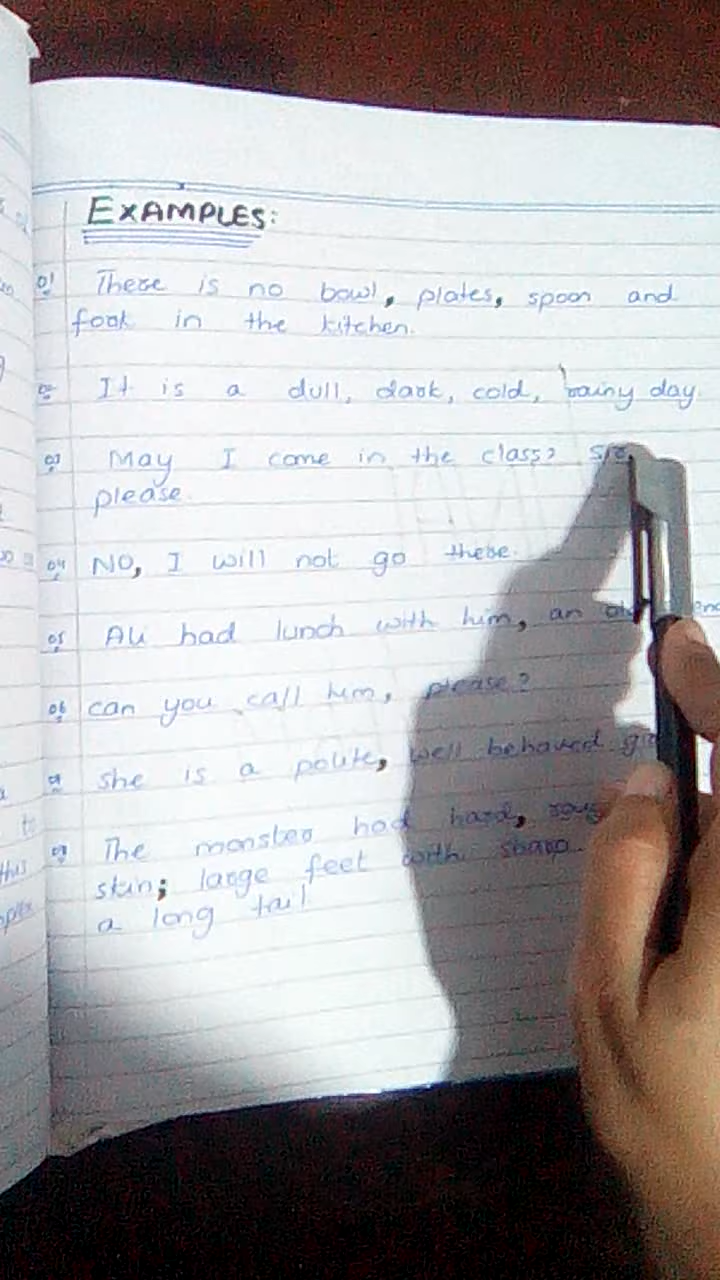 EXAMPLES:
01 There is no bowl, plates, spoon and
fork in the kitchen.
02 It is a dull, dark, cold, rainy day.
03 May I come in the class? Sir,
please.
04 NO, I will not go there.
05 Ali had lunch with him, an
06 can you call him, please?
07 she is a polite, well behaved
08 The monster had hard,
skin; large feet with sharp
a long tail